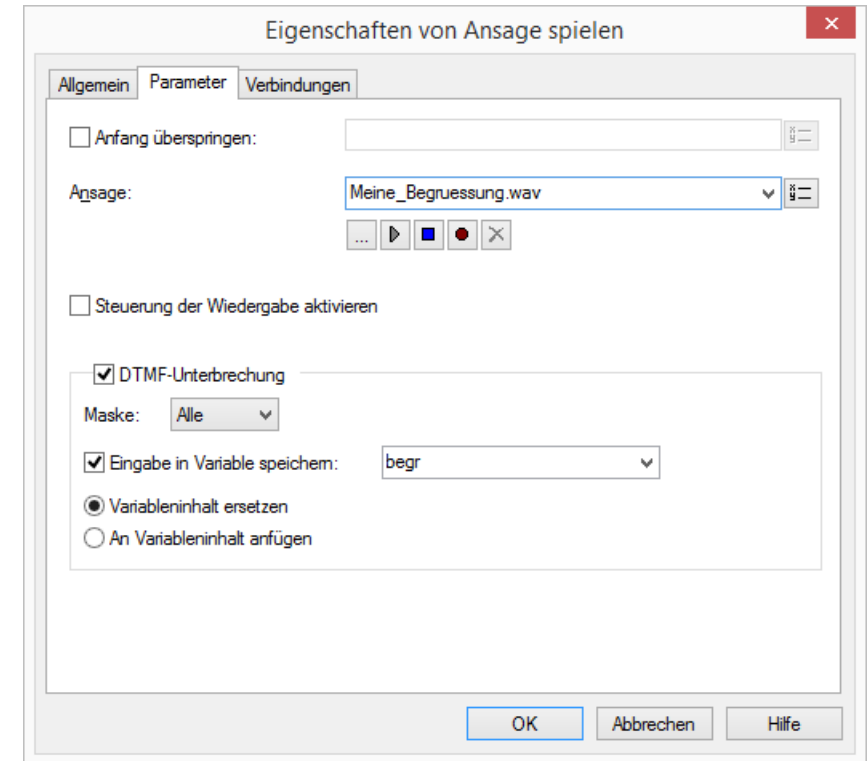 Eigenschaften von Ansage spielen
Allgemein Parameter Verbindungen
Anfang überspringen:
Ansage: Meine_Begruessung.wav
...
Steuerung der Wiedergabe aktivieren
DTMF-Unterbrechung
Maske: Alle
Eingabe in Variable speichern: begr
Variableninhalt ersetzen
An Variableninhalt anfügen
OK Abbrechen Hilfe